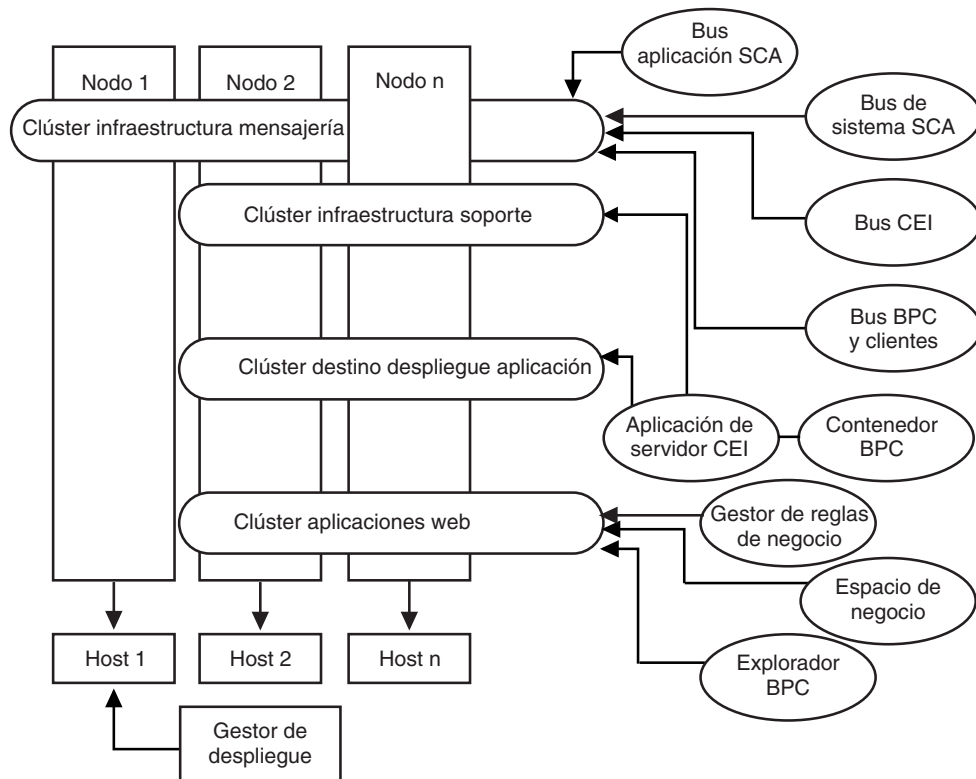 Bus
aplicación SCA
Nodo 1
Nodo 2
Nodo n
Clúster infraestructura mensajería
Bus de
sistema SCA
Clúster infraestructura soporte
Bus CEI
Bus BPC
y clientes
Clúster destino despliegue aplicación
Aplicación de
servidor CEI
Contenedor
BPC
Clúster aplicaciones web
Gestor de reglas
de negocio
Espacio de
negocio
Host 1
Host 2
Host n
Explorador
BPC
Gestor de
despliegue